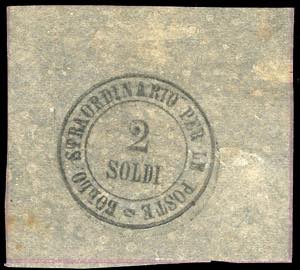 BOLLO STRAORDINARIO PER LE POSTE
2
SOLDI